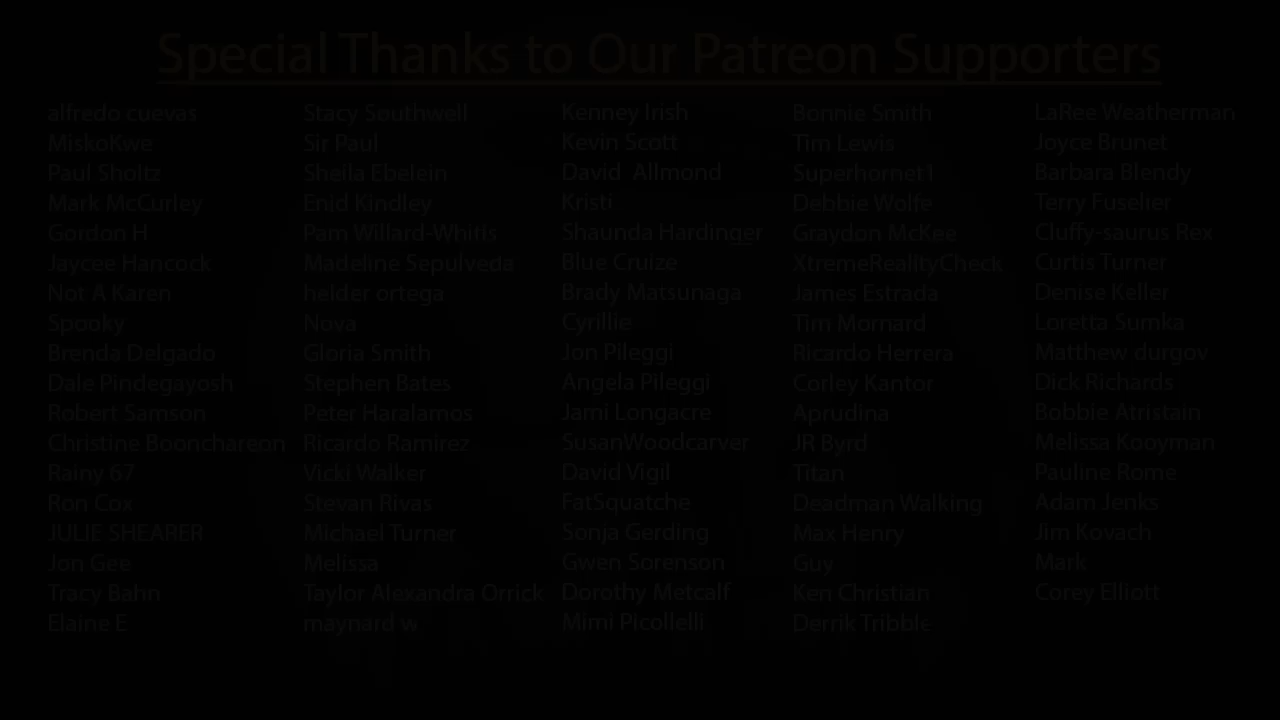 Special Thanks to Our Patreon Supporters
alfredo cuevas
MiskoKwe
Paul Sholtz
Mark McCurley
Gordon H
Jaycee Hancock
Not A Karen
Spooky
Brenda Delgado
Dale Pindegayosh
Robert Samson
Christine Boonchareon
Rainy 67
Ron Cox
JULIE SHEARER
Jon Gee
Tracy Bahn
Elaine E
Stacy Southwell
Sir Paul
Sheila Ebelein
Enid Kindley
Pam Willard-Whitis
Madeline Sepulveda
helder ortega
Nova
Gloria Smith
Stephen Bates
Peter Haralamos
Ricardo Ramirez
Vicki Walker
Stevan Rivas
Michael Turner
Melissa
Taylor Alexandra Orrick
maynard w
Kenney Irish
Kevin Scott
David  Allmond
Kristi
Shaunda Hardinger
Blue Cruize
Brady Matsunaga
Cyrillie
Jon Pileggi
Angela Pileggi
Jami Longacre
SusanWoodcarver
David Vigil
FatSquatche
Sonja Gerding
Gwen Sorenson
Dorothy Metcalf
Mimi Picollelli
Bonnie Smith
Tim Lewis
Superhornet1
Debbie Wolfe
Graydon McKee
XtremeRealityCheck
James Estrada
Tim Mornard
Ricardo Herrera
Corley Kantor
Aprudina
JR Byrd
Titan
Deadman Walking
Max Henry
Guy
Ken Christian
Derrik Tribble
LaRee Weatherman
Joyce Brunet
Barbara Blendy
Terry Fuselier
Cluffy-saurus Rex
Curtis Turner
Denise Keller
Loretta Sumka
Matthew durgov
Dick Richards
Bobbie Atristain
Melissa Kooyman
Pauline Rome
Adam Jenks
Jim Kovach
Mark
Corey Elliott